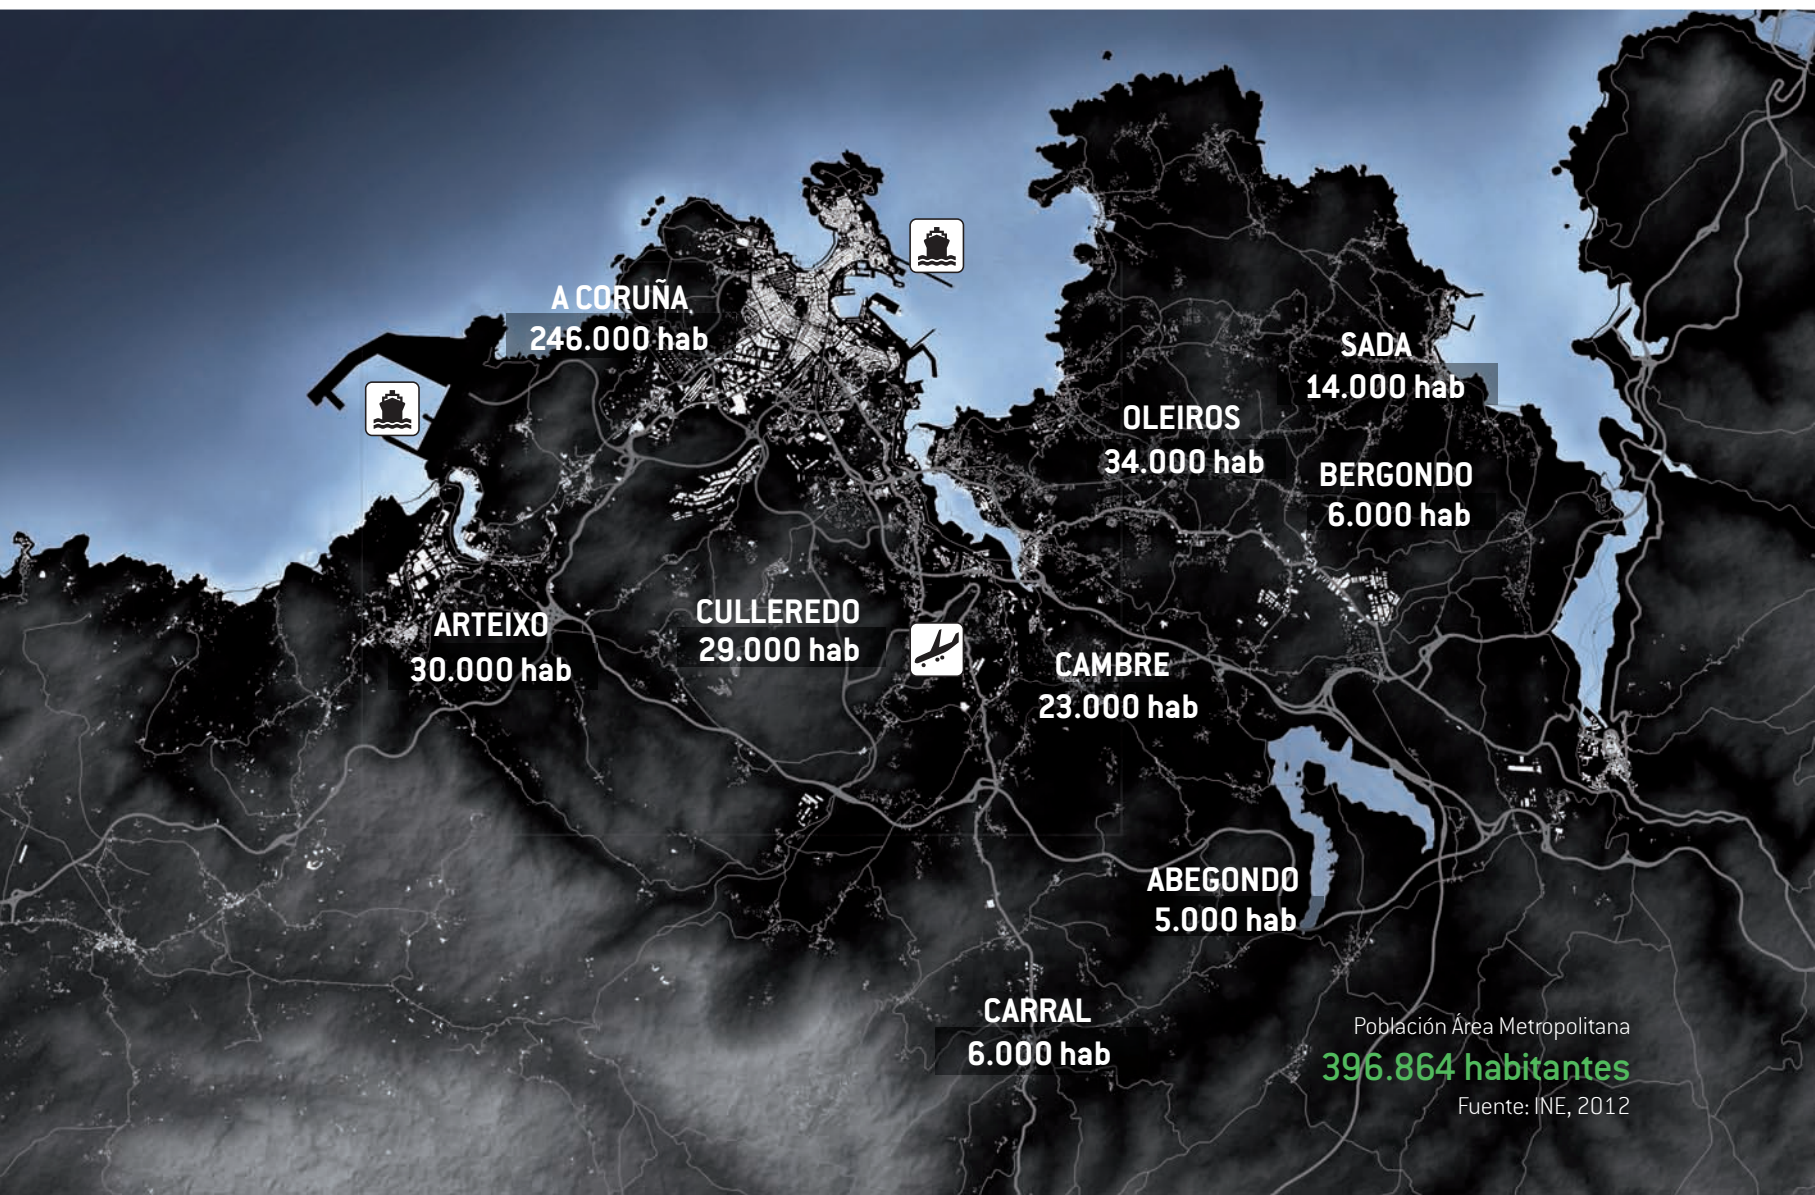 A CORUÑA
246.000 hab
SADA
14.000 hab
OLEIROS
34.000 hab
BERGONDO
6.000 hab
ARTEIXO
30.000 hab
CULLEREDO
29.000 hab
CAMBRE
23.000 hab
ABEGONDO
5.000 hab
CARRAL
6.000 hab
Población Área Metropolitana
396.864 habitantes
Fuente: INE, 2012